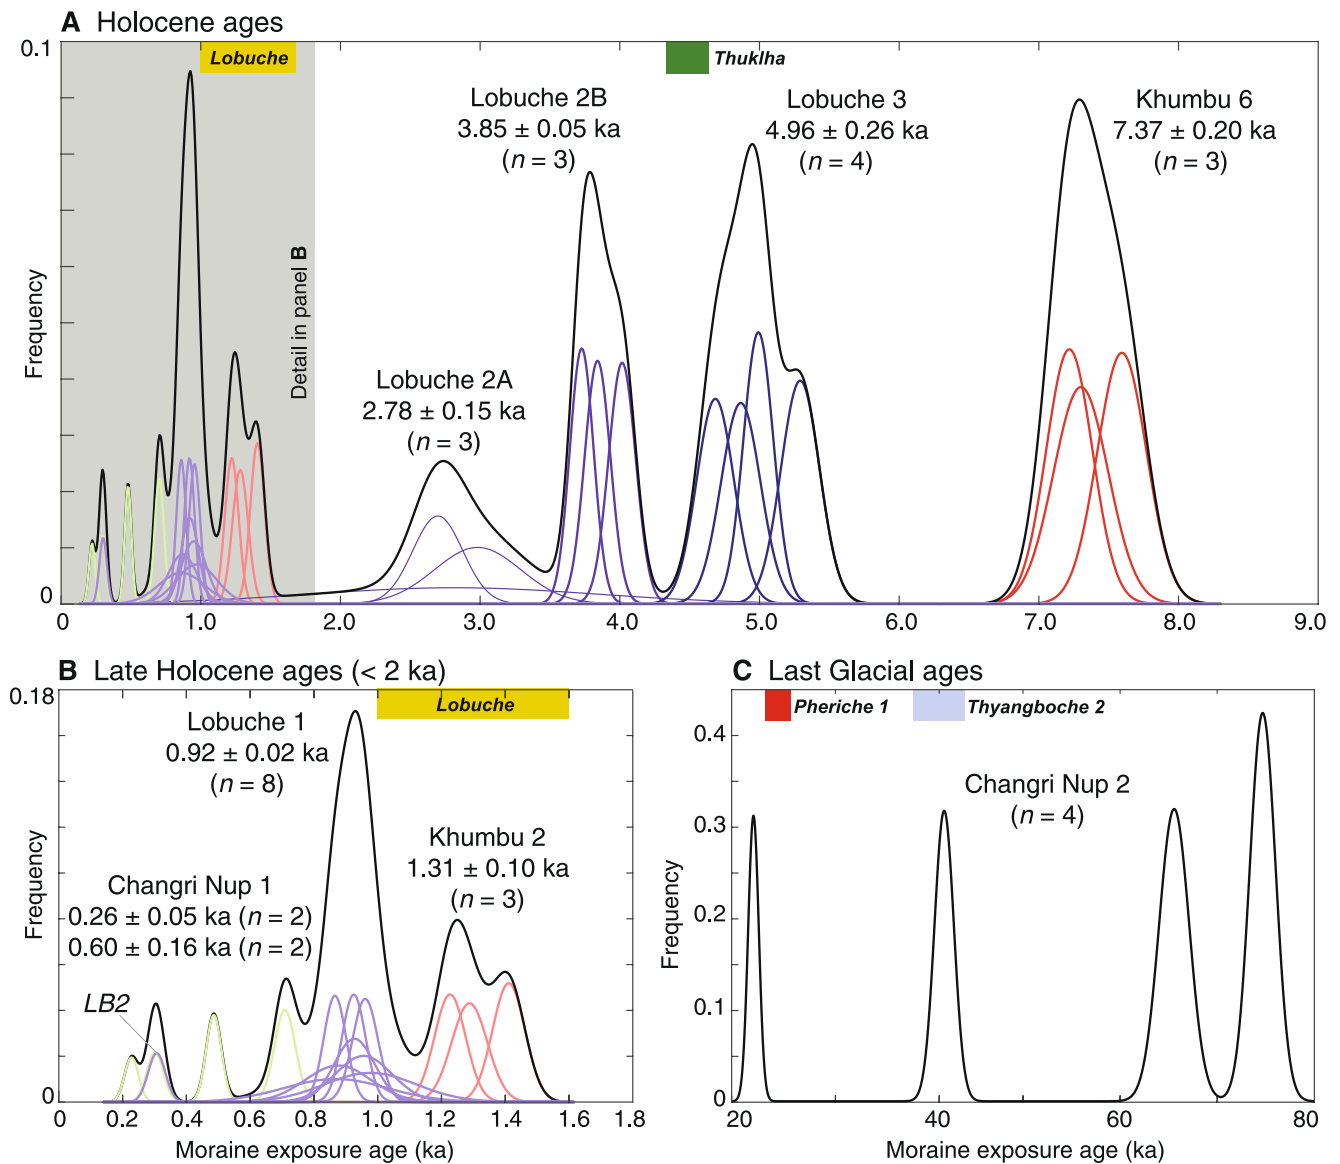 A Holocene ages
0.1
Lobuche
Thuklha
Lobuche 2B
3.85 ± 0.05 ka
(n = 3)
Lobuche 3
4.96 ± 0.26 ka
(n = 4)
Khumbu 6
7.37 ± 0.20 ka
(n = 3)
Detail in panel B
Frequency
Lobuche 2A
2.78 ± 0.15 ka
(n = 3)
0
0 1.0 2.0 3.0 4.0 5.0 6.0 7.0 8.0 9.0
B Late Holocene ages (< 2 ka)
0.18
Lobuche
Lobuche 1
0.92 ± 0.02 ka
(n = 8)
Khumbu 2
1.31 ± 0.10 ka
(n = 3)
Changri Nup 1
0.26 ± 0.05 ka (n = 2)
0.60 ± 0.16 ka (n = 2)
LB2
Frequency
0
0 0.2 0.4 0.6 0.8 1.0 1.2 1.4 1.6 1.8
Moraine exposure age (ka)
C Last Glacial ages
Pheriche 1
Thyangboche 2
0.4
Changri Nup 2
(n = 4)
0.3
0.2
0.1
0
Frequency
20 40 60 80
Moraine exposure age (ka)